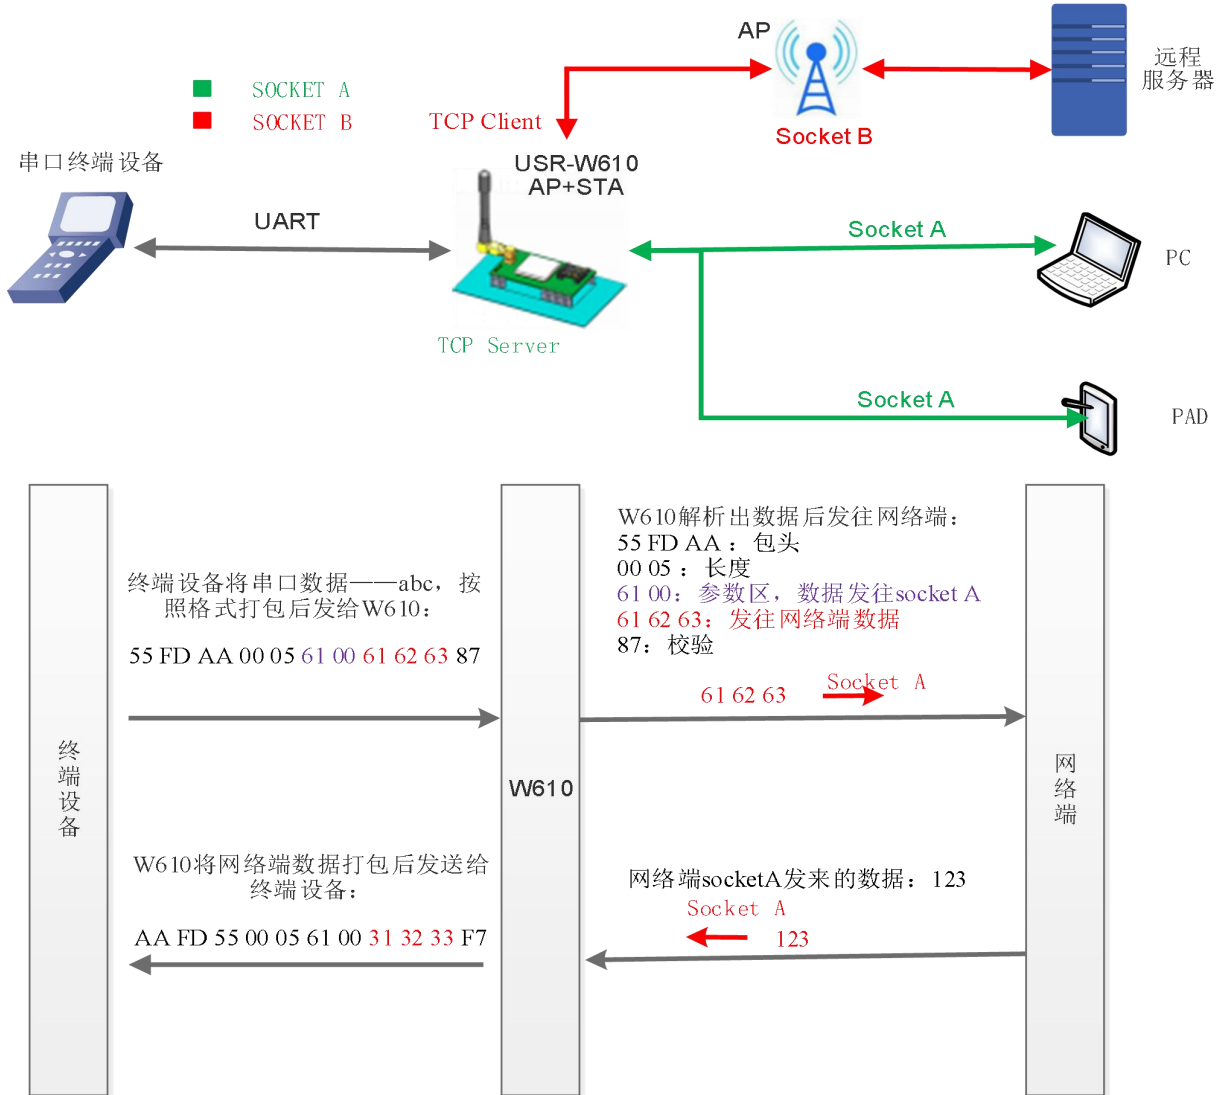 AP
远程
服务器
SOCKET A
SOCKET B
TCP Client
Socket B
串口终端设备
USR-W610
AP+STA
UART
Socket A
PC
TCP Server
Socket A
PAD
W610解析出数据后发往网络端：
55 FD AA：包头
00 05：长度
61 00：参数区，数据发往socket A
61 62 63：发往网络端数据
87：校验
终端设备将串口数据——abc，按
照格式打包后发给W610：
55 FD AA 00 05 61 00 61 62 63 87
61 62 63
Socket A
终端设备
W610
网络端
W610将网络端数据打包后发送给
终端设备：
AA FD 55 00 05 61 00 31 32 33 F7
网络端socketA发来的数据：123
Socket A
123